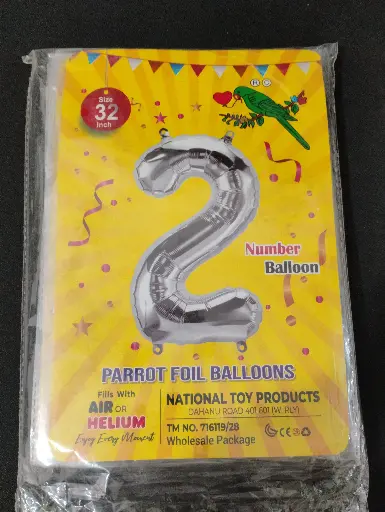 Size
32
Inch
R C
2
Number
Balloon
PARROT FOIL BALLOONS
Fills With
AIR OR
HELIUM
Enjoy Every Moment
NATIONAL TOY PRODUCTS
DAHANU ROAD 401 601 (W. RLY)
TM NO. 716119/28
Wholesale Package
CE